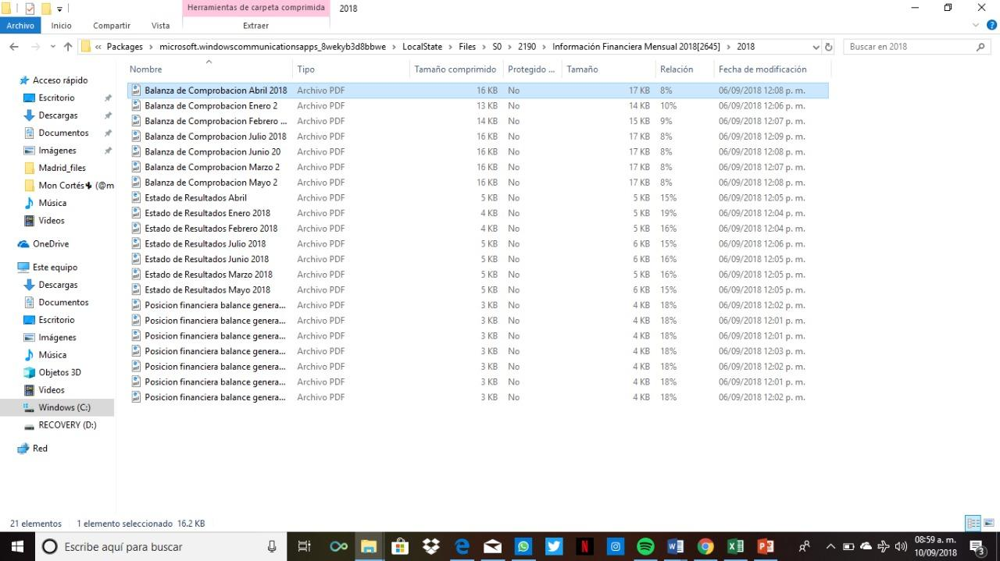 Herramientas de carpeta comprimida 2018
Archivo Inicio Compartir Vista Extraer
« Packages › microsoft.windowscommunicationsapps_8wekyb3d8bbwe › LocalState › Files › S0 › 2190 › Información Financiera Mensual 2018[2645] › 2018 Buscar en 2018
Nombre Tipo Tamaño comprimido Protegido ... Tamaño Relación Fecha de modificación
Acceso rápido
Escritorio
Descargas
Documentos
Imágenes
Madrid_files
Mon Cortés (@m
Música
Videos
OneDrive
Este equipo
Descargas
Documentos
Escritorio
Imágenes
Música
Objetos 3D
Videos
Windows (C:)
RECOVERY (D:)
Red
Balanza de Comprobacion Abril 2018 Archivo PDF 16 KB No 17 KB 8% 06/09/2018 12:08 p. m.
Balanza de Comprobacion Enero 2 Archivo PDF 13 KB No 14 KB 10% 06/09/2018 12:06 p. m.
Balanza de Comprobacion Febrero ... Archivo PDF 14 KB No 15 KB 9% 06/09/2018 12:07 p. m.
Balanza de Comprobacion Julio 2018 Archivo PDF 16 KB No 17 KB 8% 06/09/2018 12:09 p. m.
Balanza de Comprobacion Junio 20 Archivo PDF 16 KB No 17 KB 8% 06/09/2018 12:08 p. m.
Balanza de Comprobacion Marzo 2 Archivo PDF 16 KB No 17 KB 8% 06/09/2018 12:07 p. m.
Balanza de Comprobacion Mayo 2 Archivo PDF 16 KB No 17 KB 8% 06/09/2018 12:08 p. m.
Estado de Resultados Abril Archivo PDF 5 KB No 5 KB 15% 06/09/2018 12:05 p. m.
Estado de Resultados Enero 2018 Archivo PDF 4 KB No 5 KB 19% 06/09/2018 12:04 p. m.
Estado de Resultados Febrero 2018 Archivo PDF 4 KB No 5 KB 16% 06/09/2018 12:04 p. m.
Estado de Resultados Julio 2018 Archivo PDF 5 KB No 6 KB 15% 06/09/2018 12:06 p. m.
Estado de Resultados Junio 2018 Archivo PDF 5 KB No 6 KB 16% 06/09/2018 12:05 p. m.
Estado de Resultados Marzo 2018 Archivo PDF 5 KB No 5 KB 16% 06/09/2018 12:05 p. m.
Estado de Resultados Mayo 2018 Archivo PDF 5 KB No 6 KB 15% 06/09/2018 12:05 p. m.
Posicion financiera balance genera... Archivo PDF 3 KB No 4 KB 18% 06/09/2018 12:02 p. m.
Posicion financiera balance genera... Archivo PDF 3 KB No 4 KB 18% 06/09/2018 12:01 p. m.
Posicion financiera balance genera... Archivo PDF 3 KB No 4 KB 18% 06/09/2018 12:01 p. m.
Posicion financiera balance genera... Archivo PDF 3 KB No 4 KB 18% 06/09/2018 12:03 p. m.
Posicion financiera balance genera... Archivo PDF 3 KB No 4 KB 18% 06/09/2018 12:02 p. m.
Posicion financiera balance genera... Archivo PDF 3 KB No 4 KB 18% 06/09/2018 12:01 p. m.
Posicion financiera balance genera... Archivo PDF 3 KB No 4 KB 18% 06/09/2018 12:02 p. m.
21 elementos 1 elemento seleccionado 16.2 KB
Escribe aquí para buscar
08:59 a. m.
10/09/2018
3